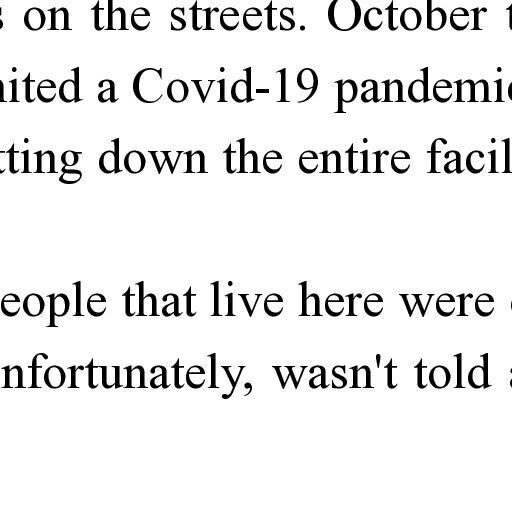 s on the streets. October t
nited a Covid-19 pandemic
tting down the entire facil
eople that live here were
nfortunately, wasn't told a